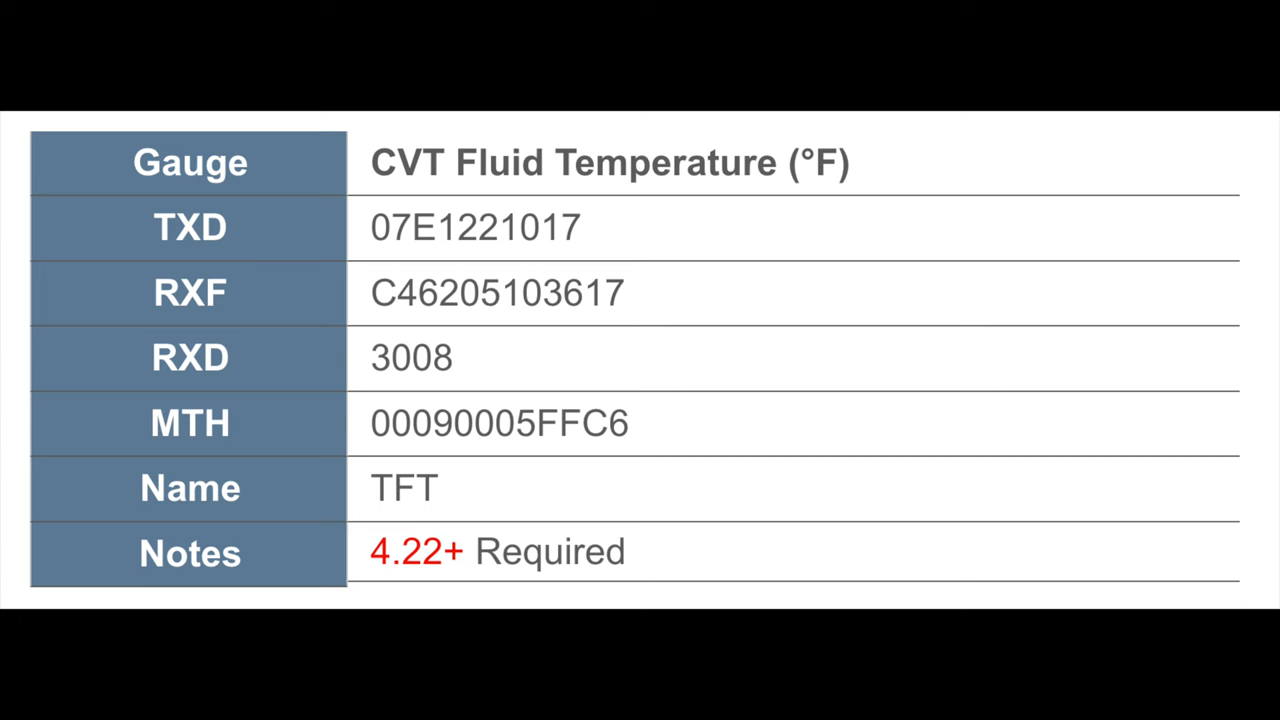 Gauge CVT Fluid Temperature (°F)
TXD 07E1221017
RXF C46205103617
RXD 3008
MTH 00090005FFC6
Name TFT
Notes 4.22+ Required